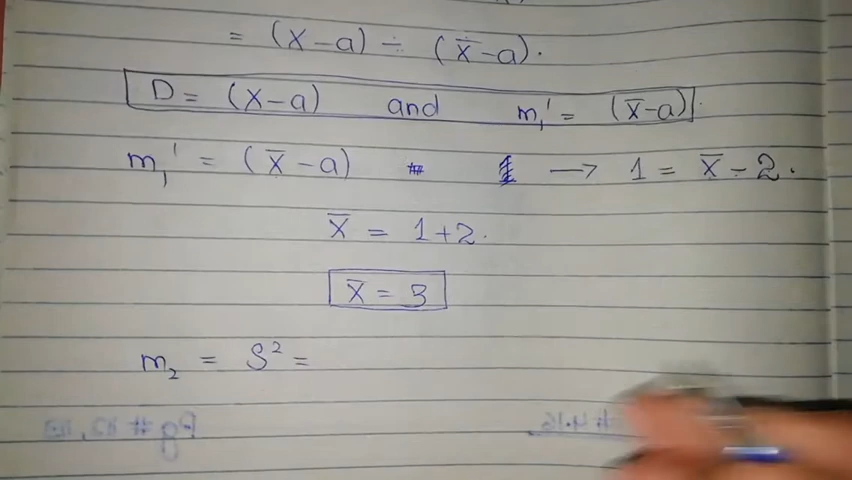 = (X-a) ÷ (x̄-a).
D = (X-a) and m₁' = (x̄-a).
m₁' = (x̄-a) → 1 = x̄-2.
x̄ = 1+2.
x̄ = 3
m₂ = S² =